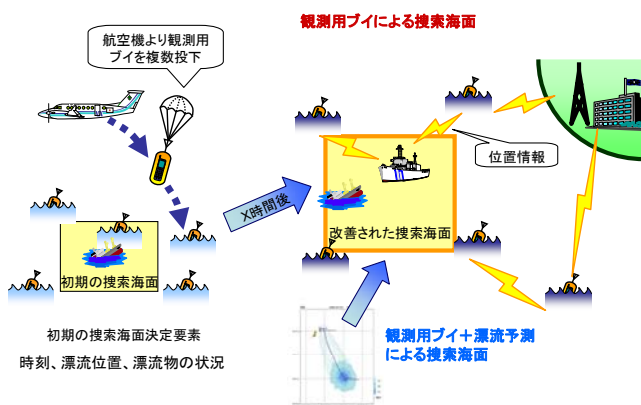 観測用ブイによる捜索海面
航空機より観測用
ブイを複数投下
位置情報
X時間後
改善された捜索海面
初期の捜索海面
観測用ブイ+漂流予測
による捜索海面
初期の捜索海面決定要素
時刻、漂流位置、漂流物の状況